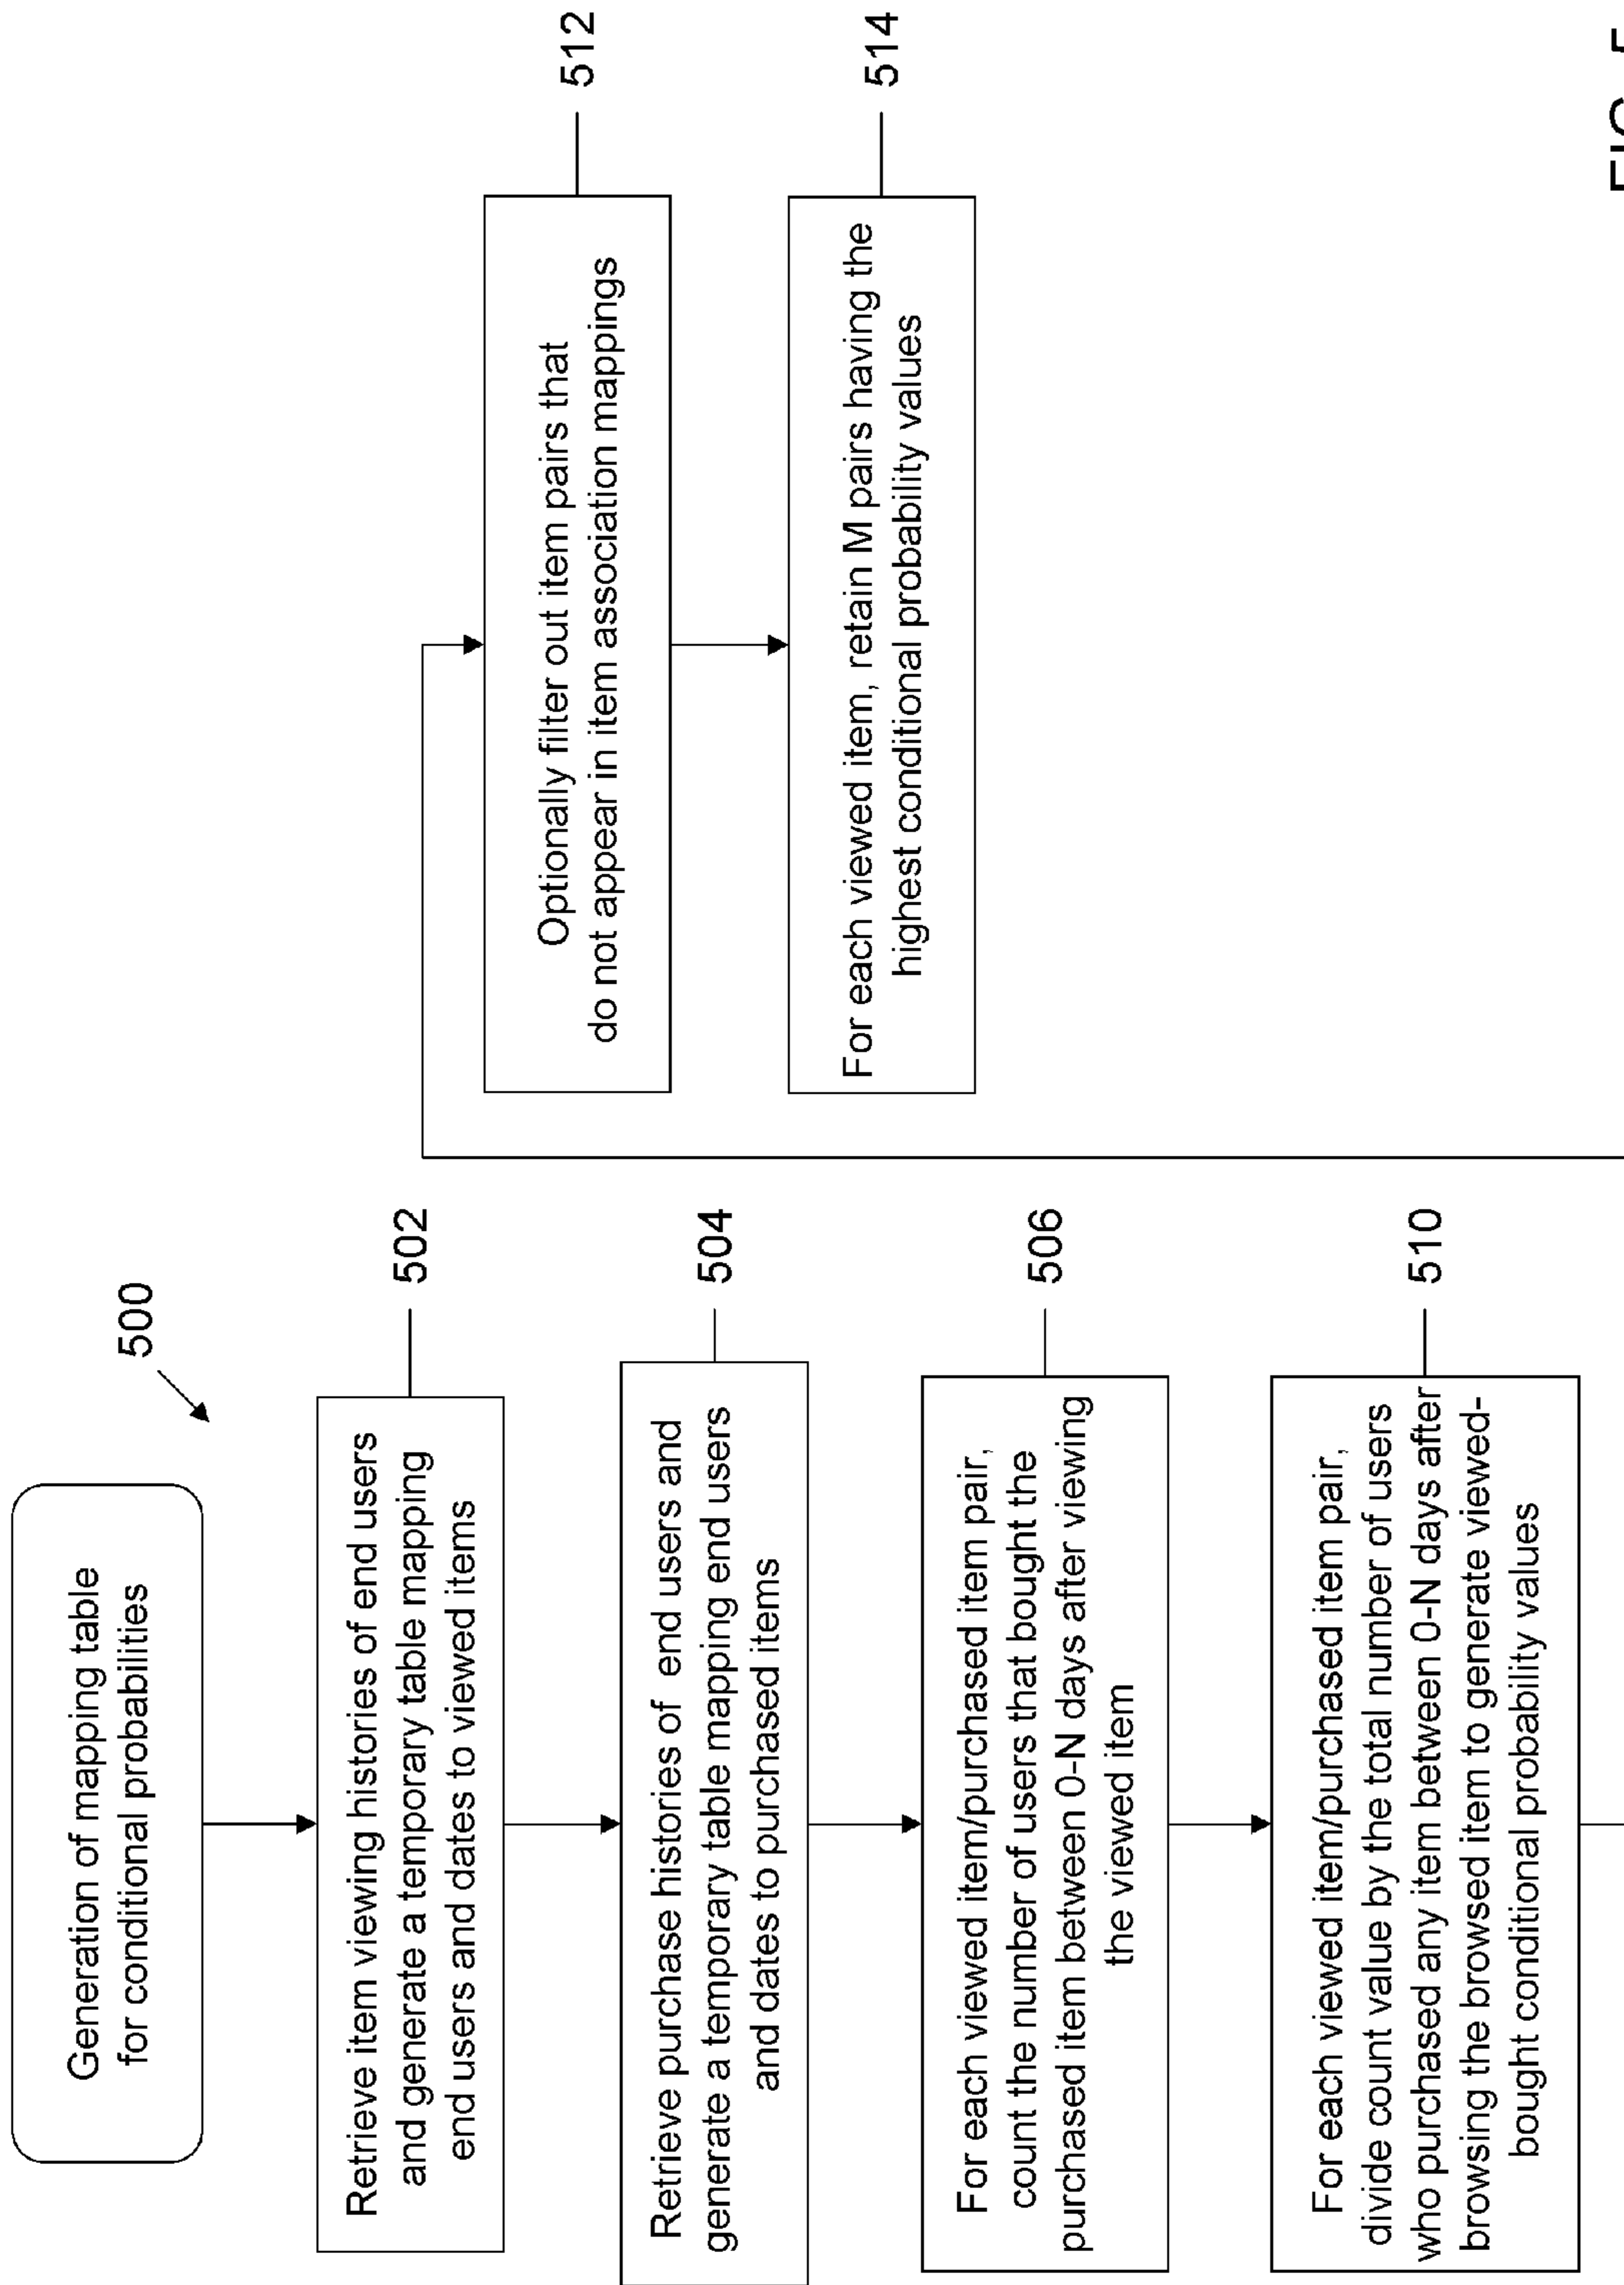 500
Generation of mapping table
for conditional probabilities
Retrieve item viewing histories of end users
and generate a temporary table mapping
end users and dates to viewed items
502
Retrieve purchase histories of end users and
generate a temporary table mapping end users
and dates to purchased items
504
For each viewed item/purchased item pair,
count the number of users that bought the
purchased item between 0-N days after viewing
the viewed item
506
For each viewed item/purchased item pair,
divide count value by the total number of users
who purchased any item between 0-N days after
browsing the browsed item to generate viewed-
bought conditional probability values
510
Optionally filter out item pairs that
do not appear in item association mappings
512
For each viewed item, retain M pairs having the
highest conditional probability values
514